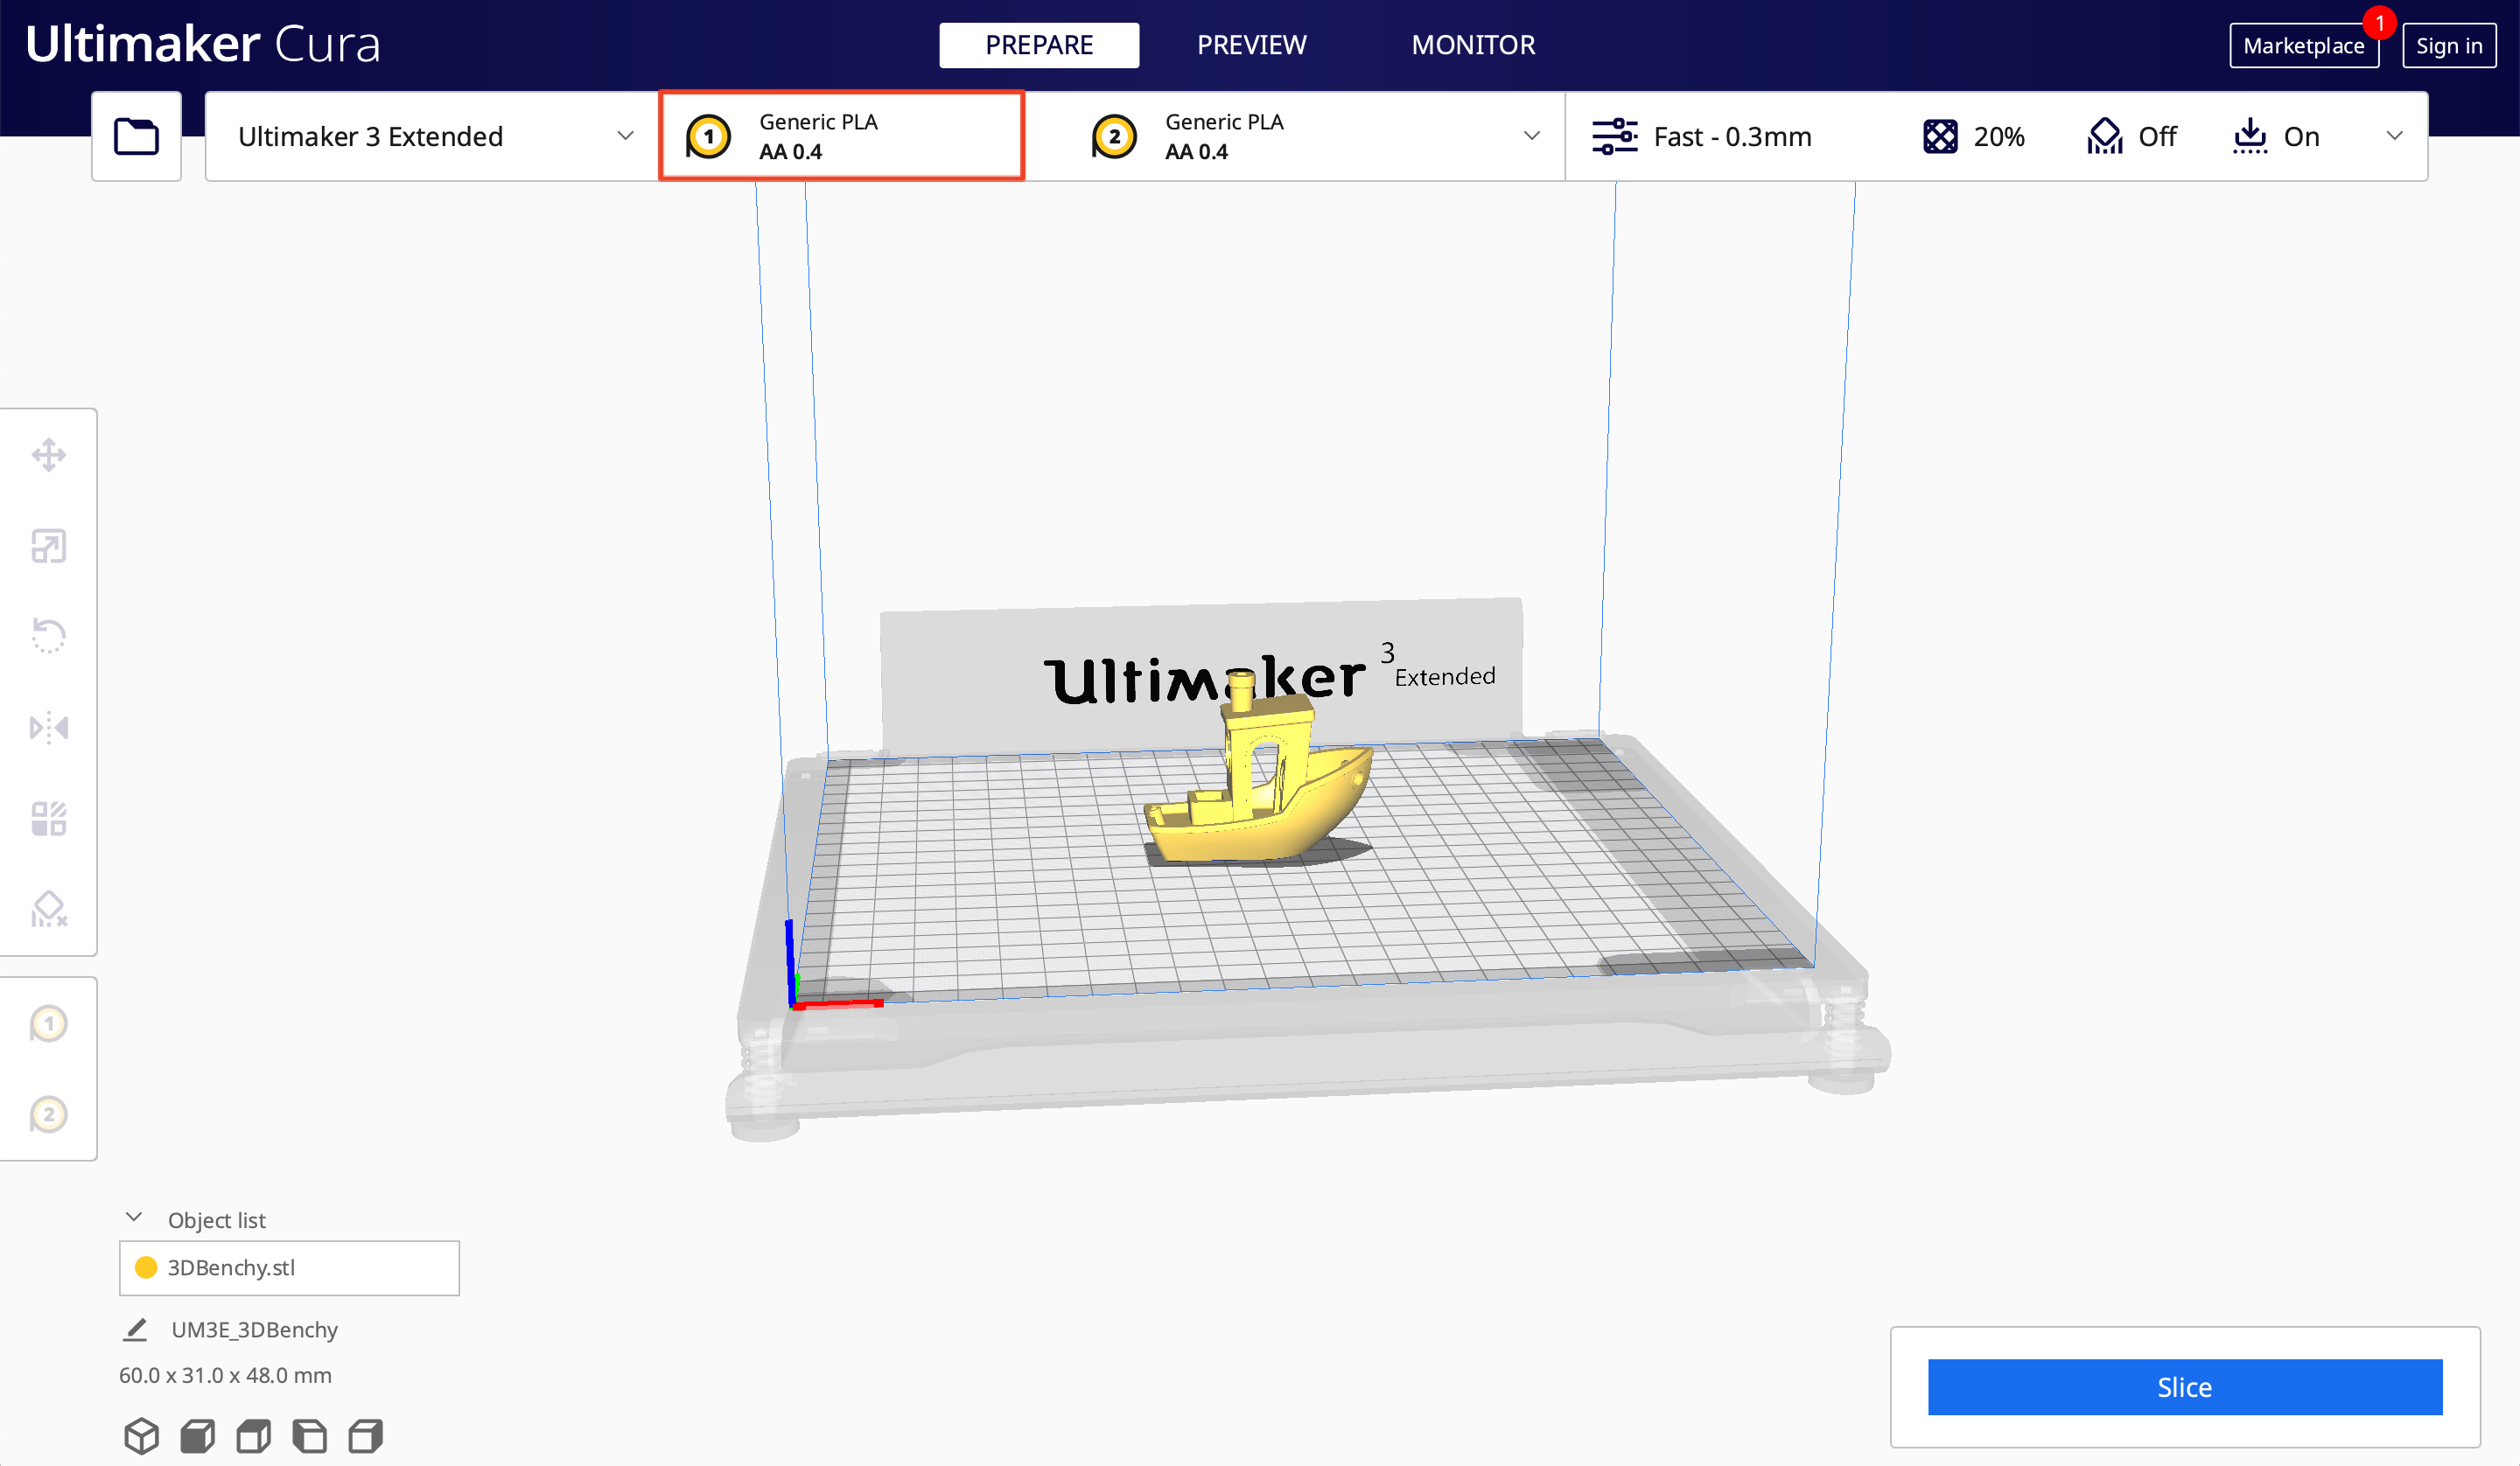 Ultimaker Cura
PREPARE
PREVIEW
MONITOR
Marketplace
1
Sign in
Ultimaker 3 Extended
1
Generic PLA
AA 0.4
2
Generic PLA
AA 0.4
Fast - 0.3mm
20%
Off
On
Ultimaker 3
Extended
1
2
Object list
3DBenchy.stl
UM3E_3DBenchy
60.0 x 31.0 x 48.0 mm
Slice